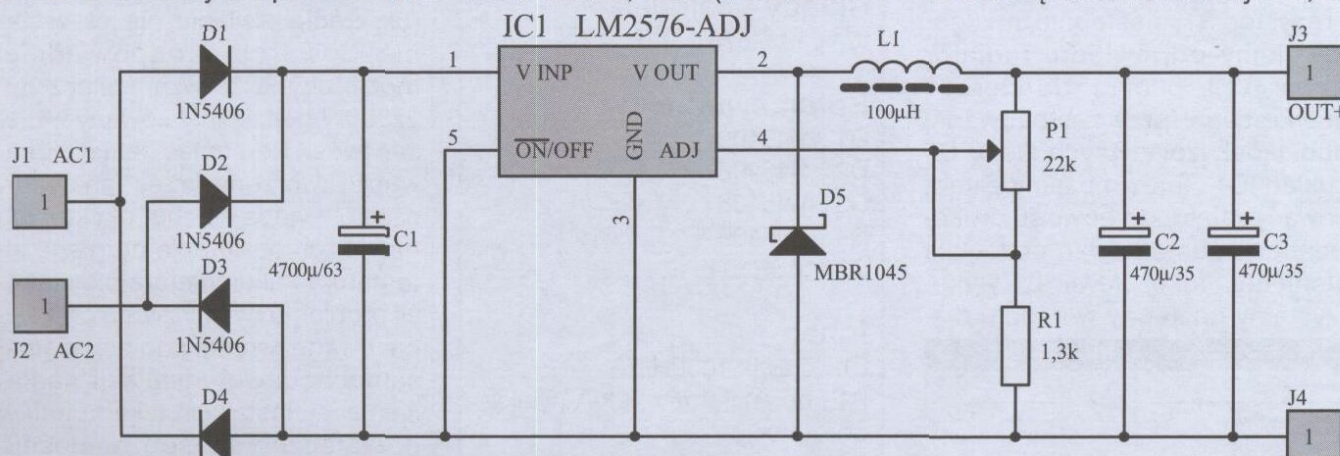 IC1 LM2576-ADJ
D1
1N5406
D2
1N5406
D3
1N5406
D4
J1 AC1
1
1
J2 AC2
+
C1
4700µ/63
1
V INP
V OUT
2
5
ON/OFF
GND
ADJ
4
3
L1
100µH
D5
MBR1045
P1
22k
R1
1,3k
+
C2
470µ/35
+
C3
470µ/35
J3
1
OUT+
J4
1